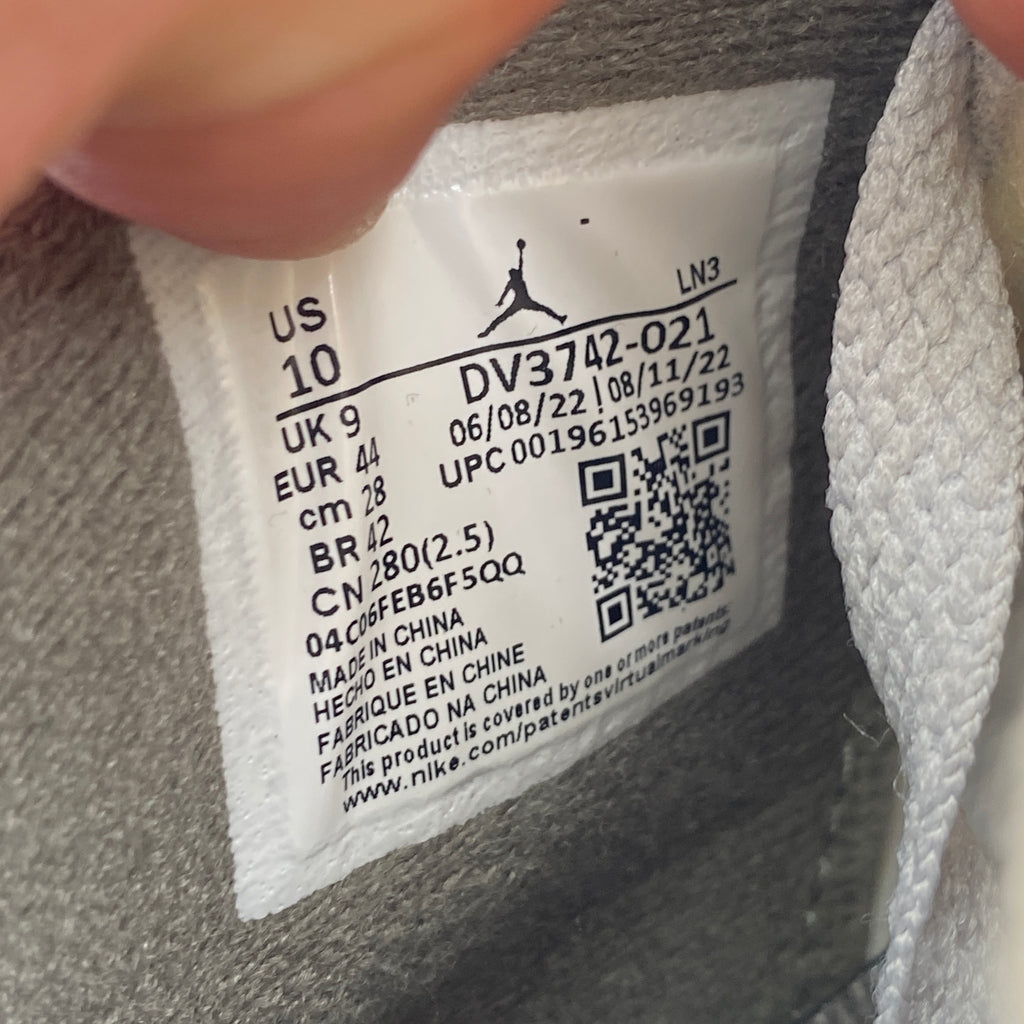 US
10
LN3
UK 9
EUR 44
cm 28
BR 42
CN 280(2.5)
DV3742-021
06/08/22 | 08/11/22
UPC 00196153969193
04C06FEB6F5QQ
MADE IN CHINA
HECHO EN CHINA
FABRIQUE EN CHINE
FABRICADO NA CHINA
This product is covered by one or more patents.
www.nike.com/patentsvirtualmarking